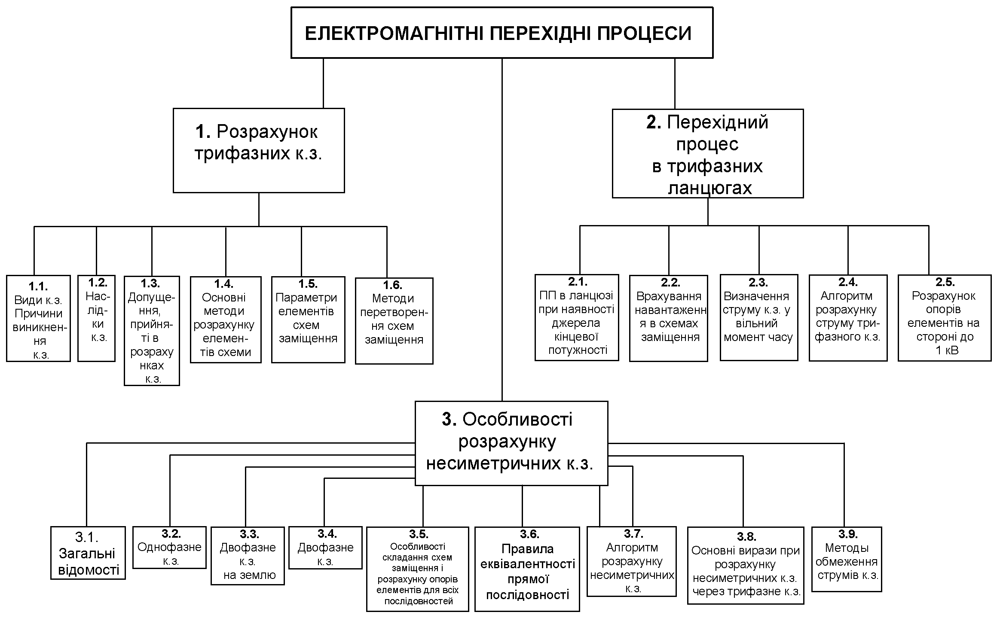 ЕЛЕКТРОМАГНІТНІ ПЕРЕХІДНІ ПРОЦЕСИ
1. Розрахунок
трифазних к.з.
2. Перехідний
процес
в трифазних
ланцюгах
1.1.
Види к.з.
Причини
виникнен-
ня
к.з.
1.2.
Нас-
лід-
ки
к.з.
1.3.
Допуще-
ння,
прийня-
ті в
розраху
нках
к.з.
1.4.
Основні
методи
розрахунку
елемен-
тів схеми
1.5.
Параметри
елементів
схем
заміщення
1.6.
Методи
перетворен-
ня схем
заміщення
2.1.
ПП в ланцюзі
при наявності
джерела
кінцевої
потужності
2.2.
Врахування
навантаженн
я в схемах
заміщення
2.3.
Визначення
струму к.з. у
вільний
момент часу
2.4.
Алгоритм
розрахунку
струму три-
фазного к.з.
2.5.
Розрахунок
опорів
елементів на
стороні до
1 кВ
3. Особливості
розрахунку
несиметричних к.з.
3.1.
Загальні
відомості
3.2.
Однофазне
к.з.
3.3.
Двофазне
к.з.
на землю
3.4.
Двофазне
к.з.
3.5.
Особливості
складання схем
заміщення і
розрахунку опорів
елементів для всіх
послідовностей
3.6.
Правила
еквівалентності
прямої
послідовності
3.7.
Алгоритм
розрахунку
несиметричних
к.з.
3.8.
Основні вирази при
розрахунку
несиметричних к.з.
через трифазне к.з.
3.9.
Методы
обмеження
струмів к.з.